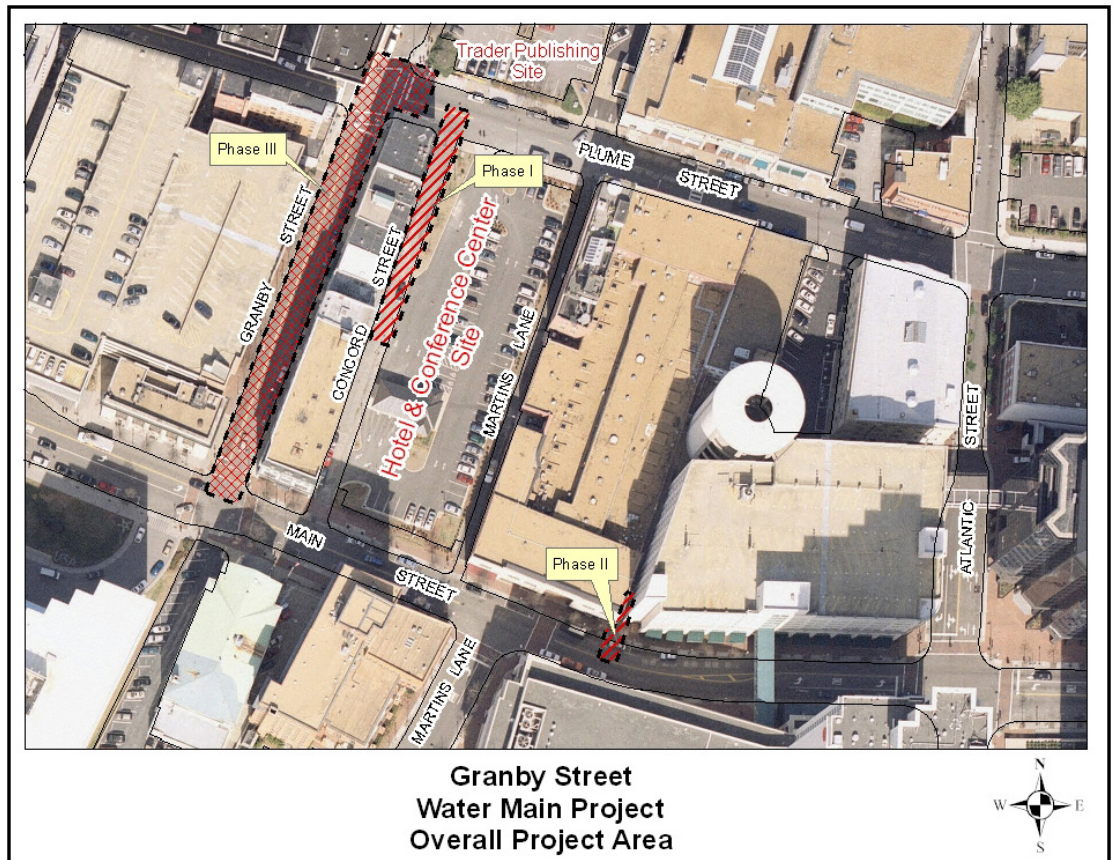 Trader Publishing
Site
Phase III
Phase I
PLUME
STREET
GRANBY
STREET
CONCORD
STREET
Hotel & Conference Center
Site
MARTINS LANE
ATLANTIC
STREET
MAIN
STREET
Phase II
MARTINS LANE
Granby Street
Water Main Project
Overall Project Area
N
W E
S